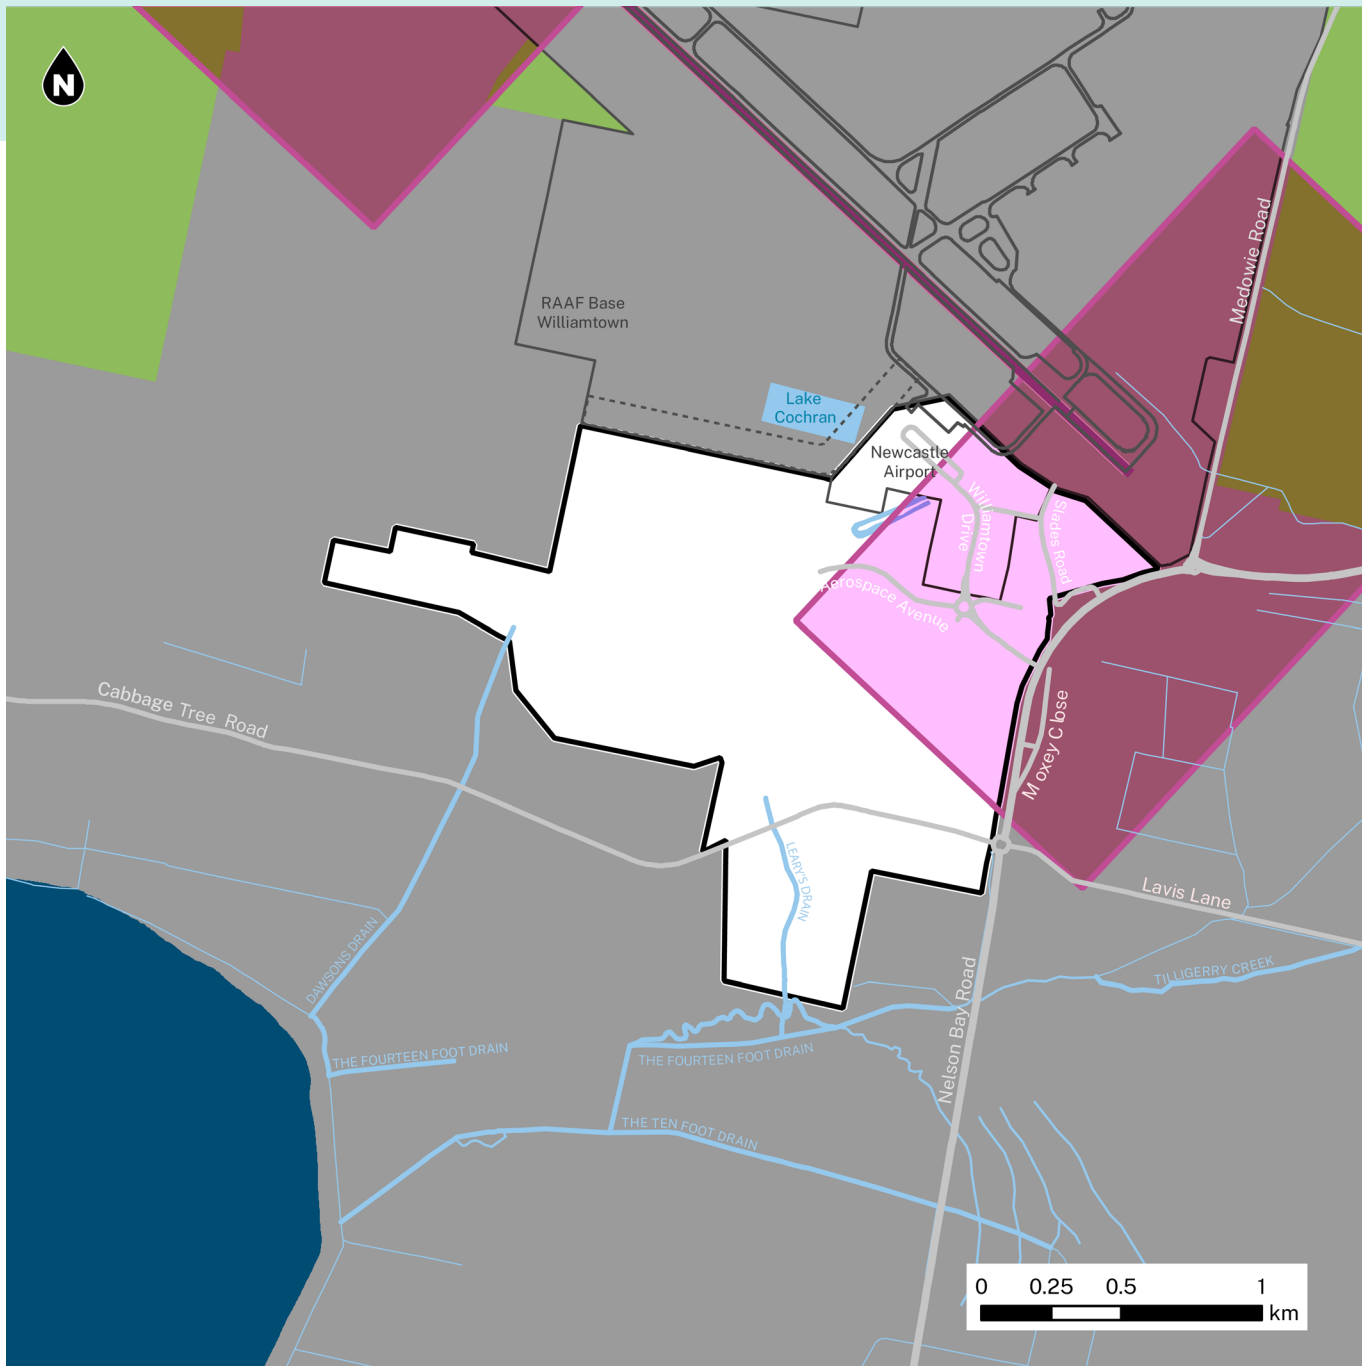 N
Medowie Road
RAAF Base
Williamtown
Lake
Cochran
Newcastle
Airport
Williamtown
Drive
Slades Road
Aerospace Avenue
Cabbage Tree Road
Moxey Close
LEARY'S DRAIN
Lavis Lane
DAWSONS DRAIN
TILLIGERRY CREEK
Nelson Bay Road
THE FOURTEEN FOOT DRAIN
THE FOURTEEN FOOT DRAIN
THE TEN FOOT DRAIN
0 0.25 0.5 1
km